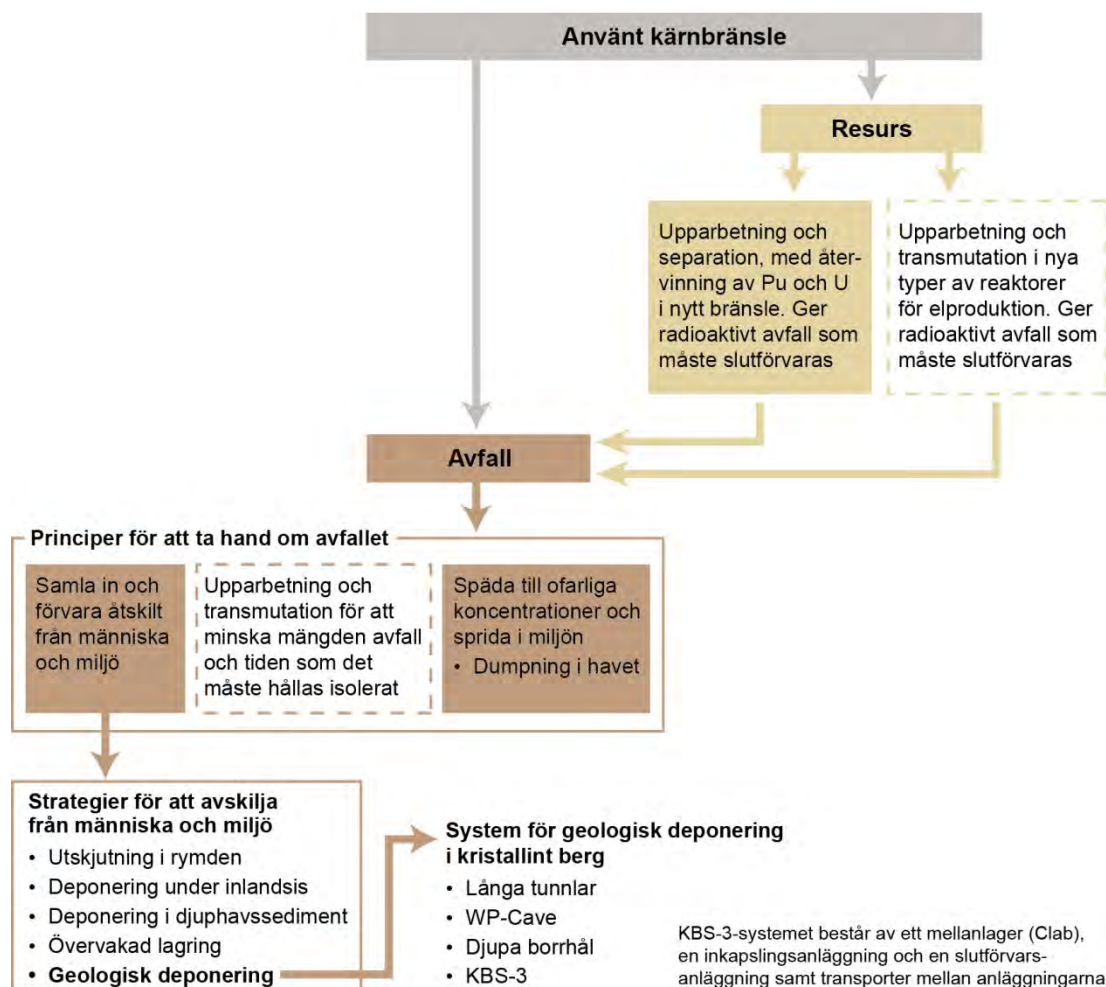 Använt kärnbränsle
Resurs
Upparbetning och
separation, med åter-
vinning av Pu och U
i nytt bränsle. Ger
radioaktivt avfall som
måste slutförvaras
Upparbetning och
transmutation i nya
typer av reaktorer
för elproduktion. Ger
radioaktivt avfall som
måste slutförvaras
Avfall
Principer för att ta hand om avfallet
Samla in och
förvara åtskilt
från människa
och miljö
Upparbetning och
transmutation för att
minska mängden avfall
och tiden som det
måste hållas isolerat
Späda till ofarliga
koncentrationer och
sprida i miljön
• Dumpning i havet
Strategier för att avskilja
från människa och miljö
• Utskjutning i rymden
• Deponering under inlandsis
• Deponering i djuphavssediment
• Övervakad lagring
• Geologisk deponering
System för geologisk deponering
i kristallint berg
• Långa tunnlar
• WP-Cave
• Djupa borrhål
• KBS-3
KBS-3-systemet består av ett mellanlager (Clab),
en inkapslingsanläggning och en slutförvars-
anläggning samt transporter mellan anläggningarna